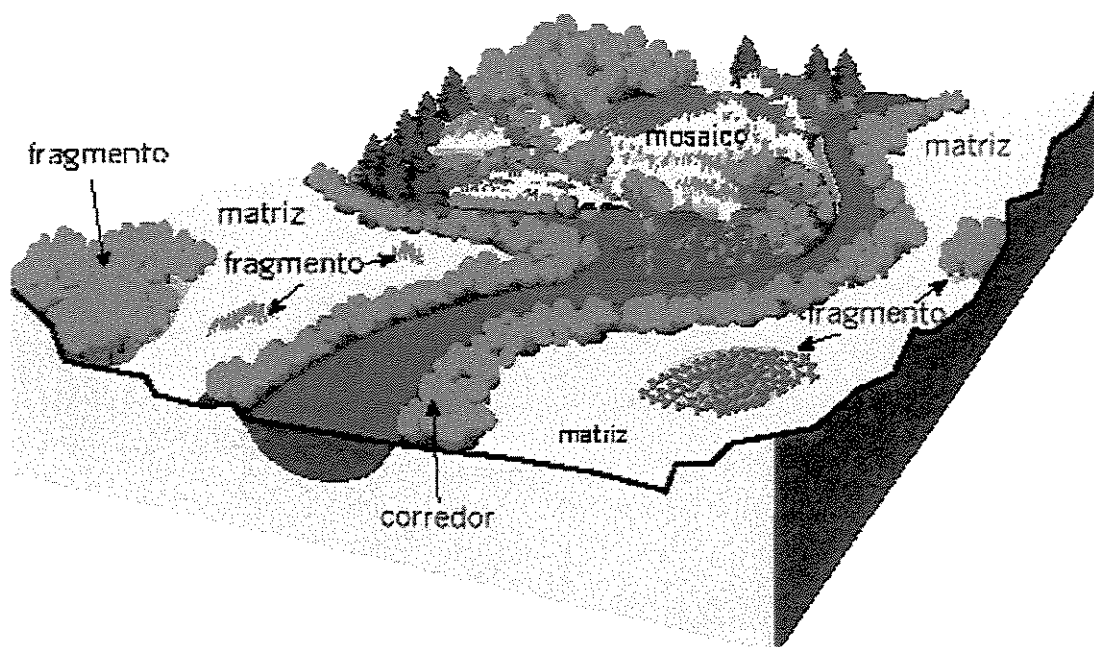 mosaico
fragmento
matriz
matriz
fragmento
fragmento
matriz
corredor